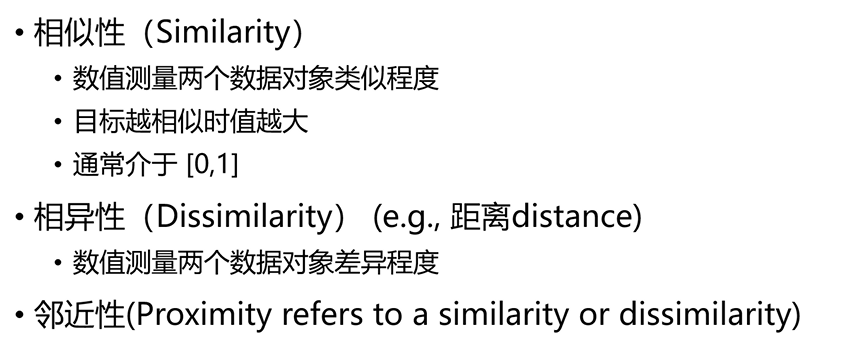 • 相似性（Similarity）
• 数值测量两个数据对象类似程度
• 目标越相似时值越大
• 通常介于 [0,1]
• 相异性（Dissimilarity） (e.g., 距离distance)
• 数值测量两个数据对象差异程度
• 邻近性(Proximity refers to a similarity or dissimilarity)